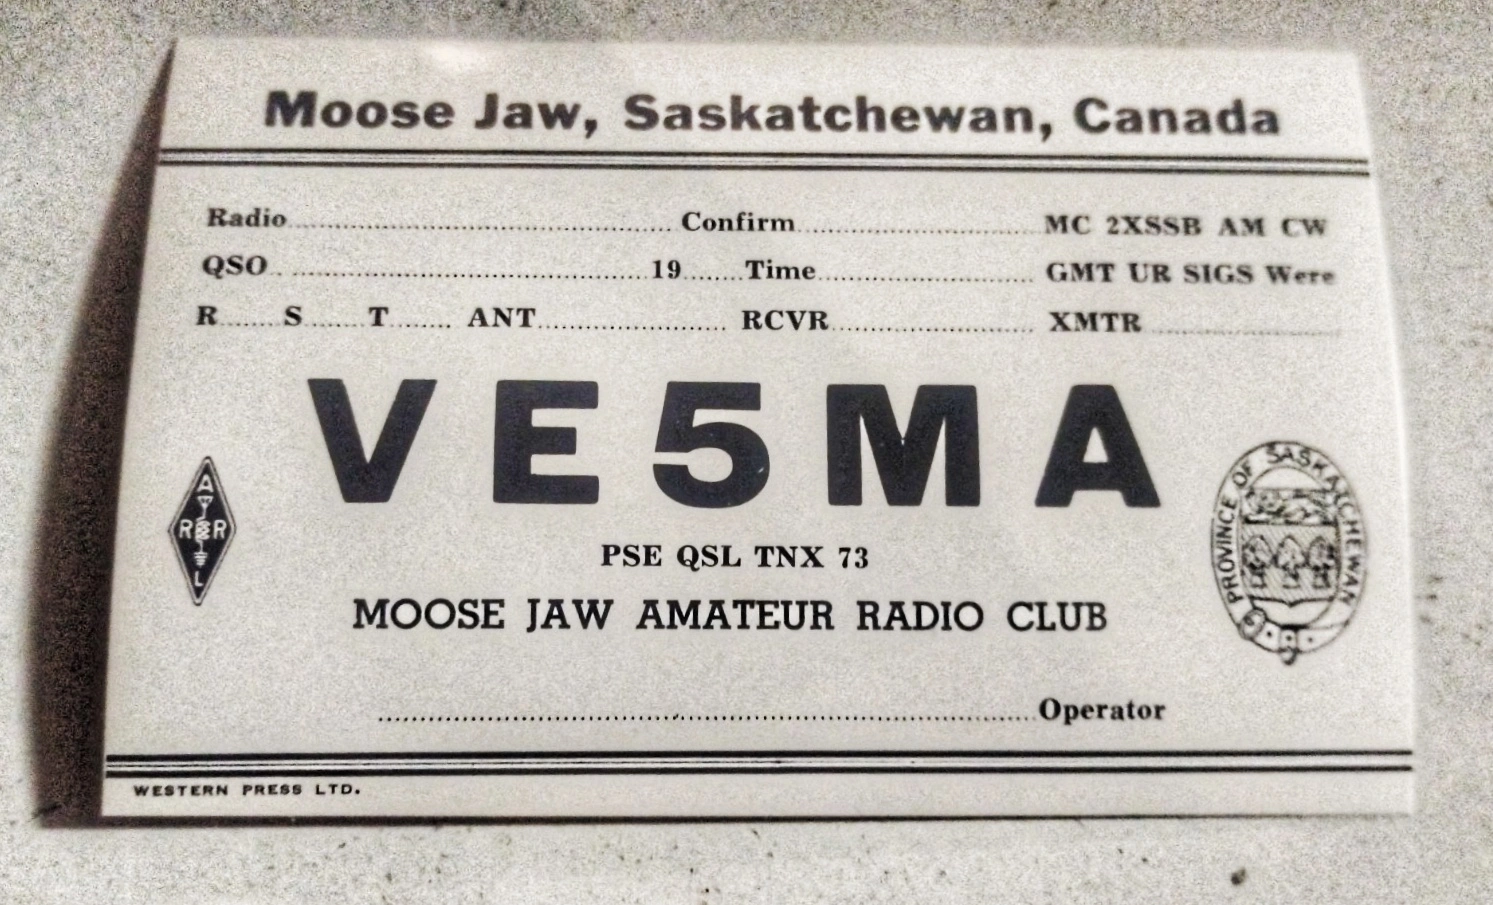 Moose Jaw, Saskatchewan, Canada
Radio........ Confirm........ MC 2XSSB AM CW
QSO........ 19...... Time........ GMT UR SIGS Were
R...... S...... T...... ANT........ RCVR........ XMTR........
VE5MA
A
R R
L
PROVINCE OF SASKATCHEWAN
PSE QSL TNX 73
MOOSE JAW AMATEUR RADIO CLUB
........Operator
WESTERN PRESS LTD.